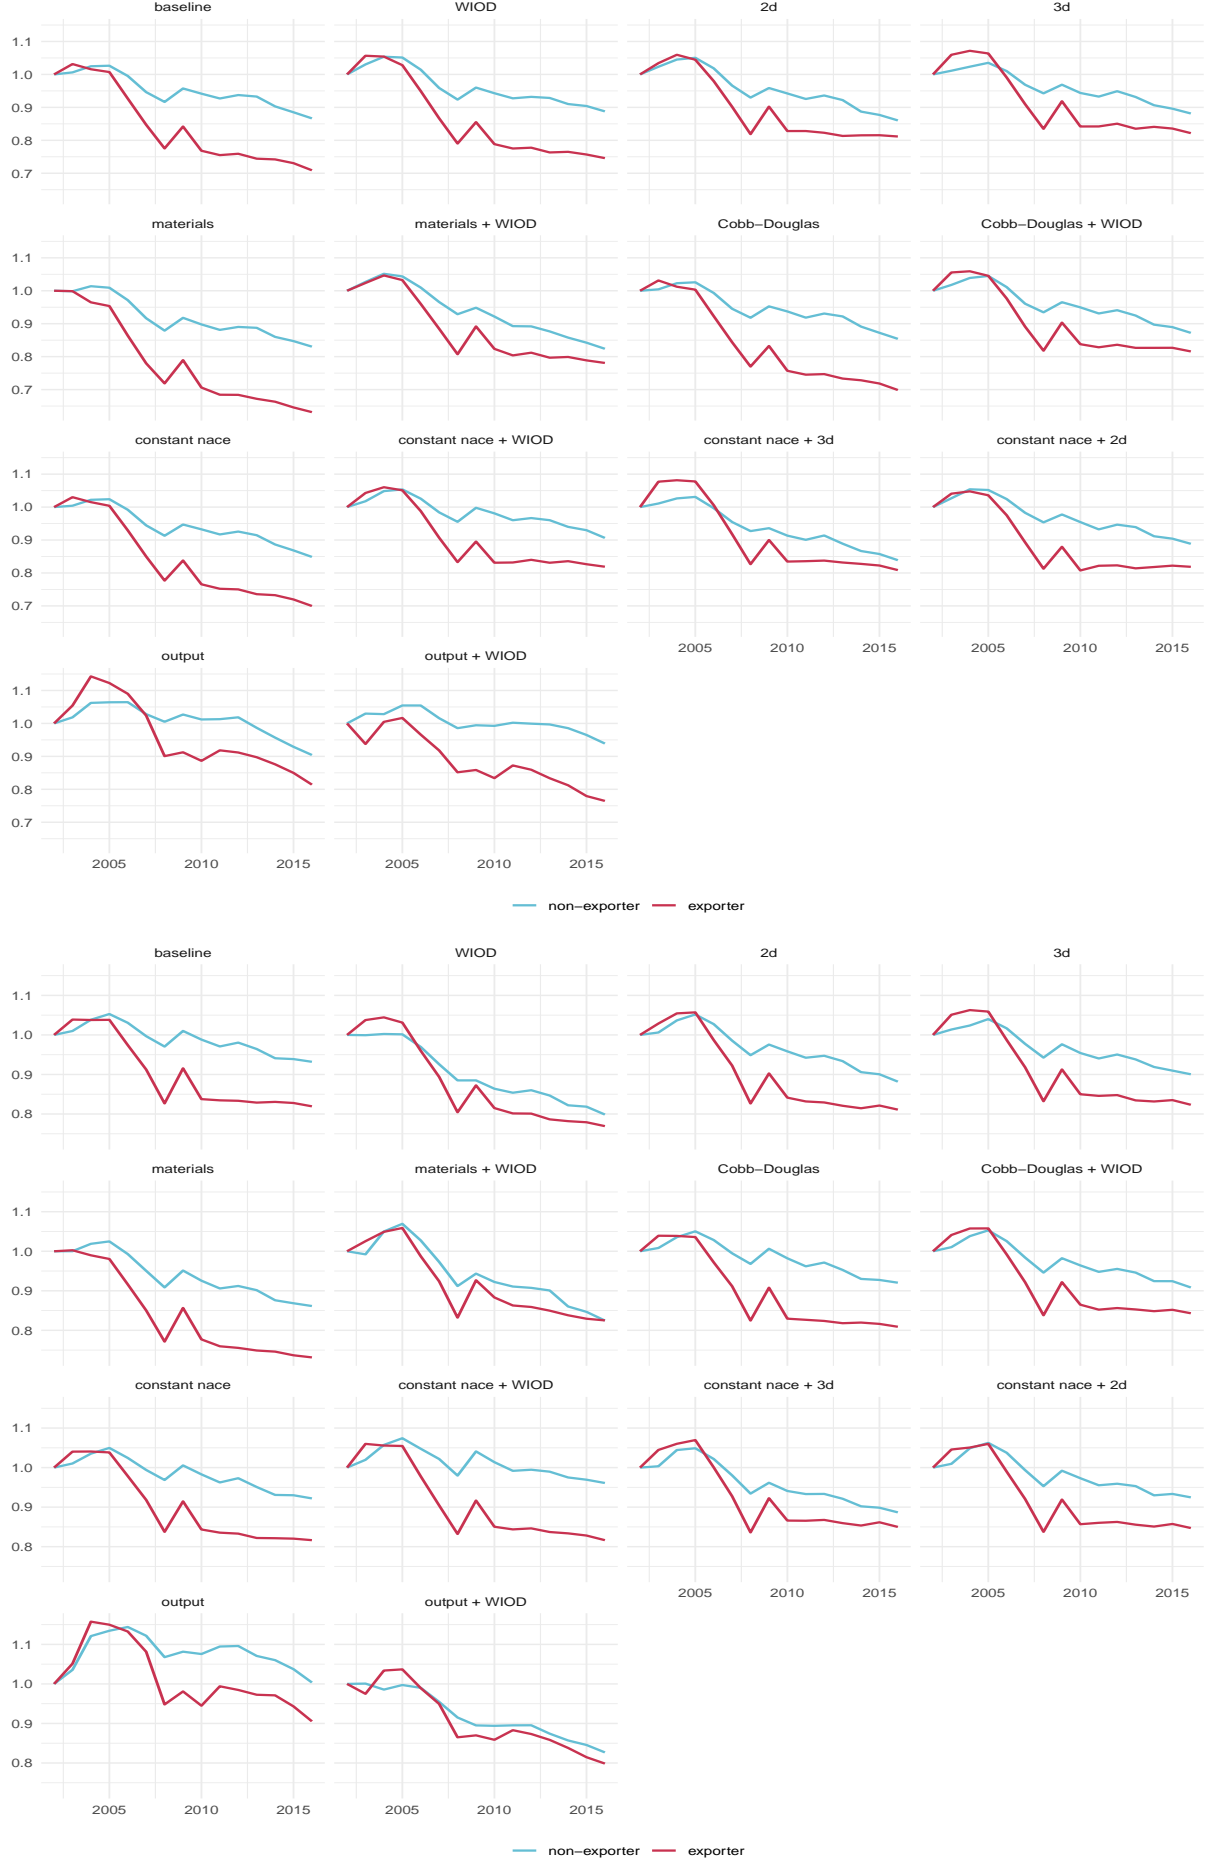 baseline WIOD 2d 3d
1.1
1.0
0.9
0.8
0.7
materials materials + WIOD Cobb−Douglas Cobb−Douglas + WIOD
1.1
1.0
0.9
0.8
0.7
constant nace constant nace + WIOD constant nace + 3d constant nace + 2d
1.1
1.0
0.9
0.8
0.7
2005 2010 2015 2005 2010 2015
output output + WIOD
1.1
1.0
0.9
0.8
0.7
2005 2010 2015 2005 2010 2015
non−exporter exporter
baseline WIOD 2d 3d
1.1
1.0
0.9
0.8
materials materials + WIOD Cobb−Douglas Cobb−Douglas + WIOD
1.1
1.0
0.9
0.8
constant nace constant nace + WIOD constant nace + 3d constant nace + 2d
1.1
1.0
0.9
0.8
2005 2010 2015 2005 2010 2015
output output + WIOD
1.1
1.0
0.9
0.8
2005 2010 2015 2005 2010 2015
non−exporter exporter